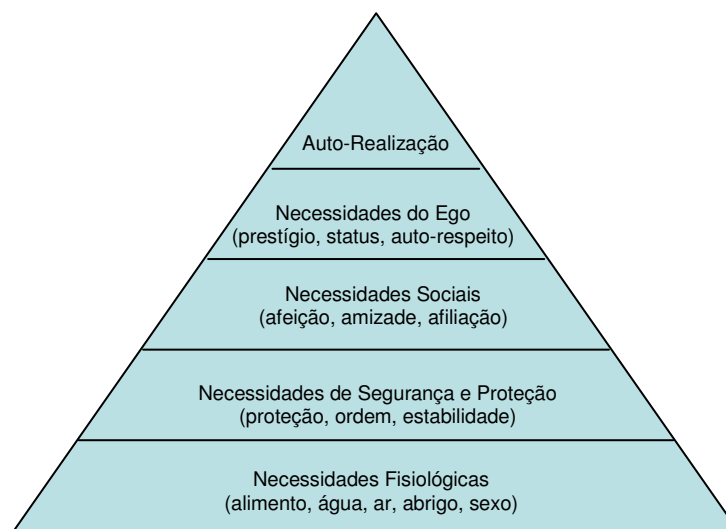 Auto-Realização
Necessidades do Ego
(prestígio, status, auto-respeito)
Necessidades Sociais
(afeição, amizade, afiliação)
Necessidades de Segurança e Proteção
(proteção, ordem, estabilidade)
Necessidades Fisiológicas
(alimento, água, ar, abrigo, sexo)